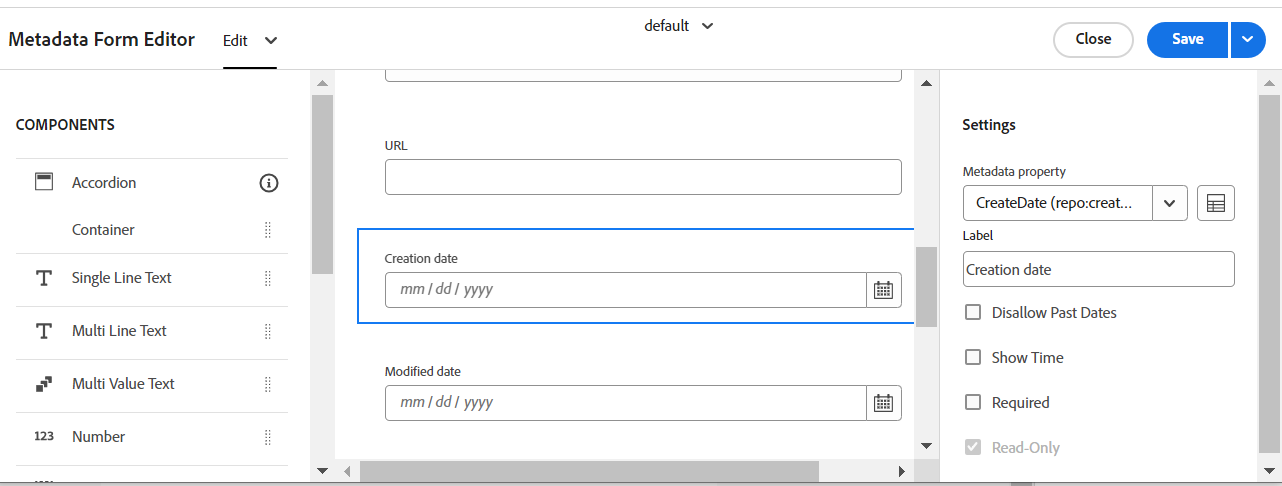 Metadata Form Editor
Edit
default
Close
Save
COMPONENTS
Accordion
Container
Single Line Text
Multi Line Text
Multi Value Text
123 Number
URL
Creation date
mm / dd / yyyy
Modified date
mm / dd / yyyy
Settings
Metadata property
CreateDate (repo:creat...
Label
Creation date
Disallow Past Dates
Show Time
Required
Read-Only